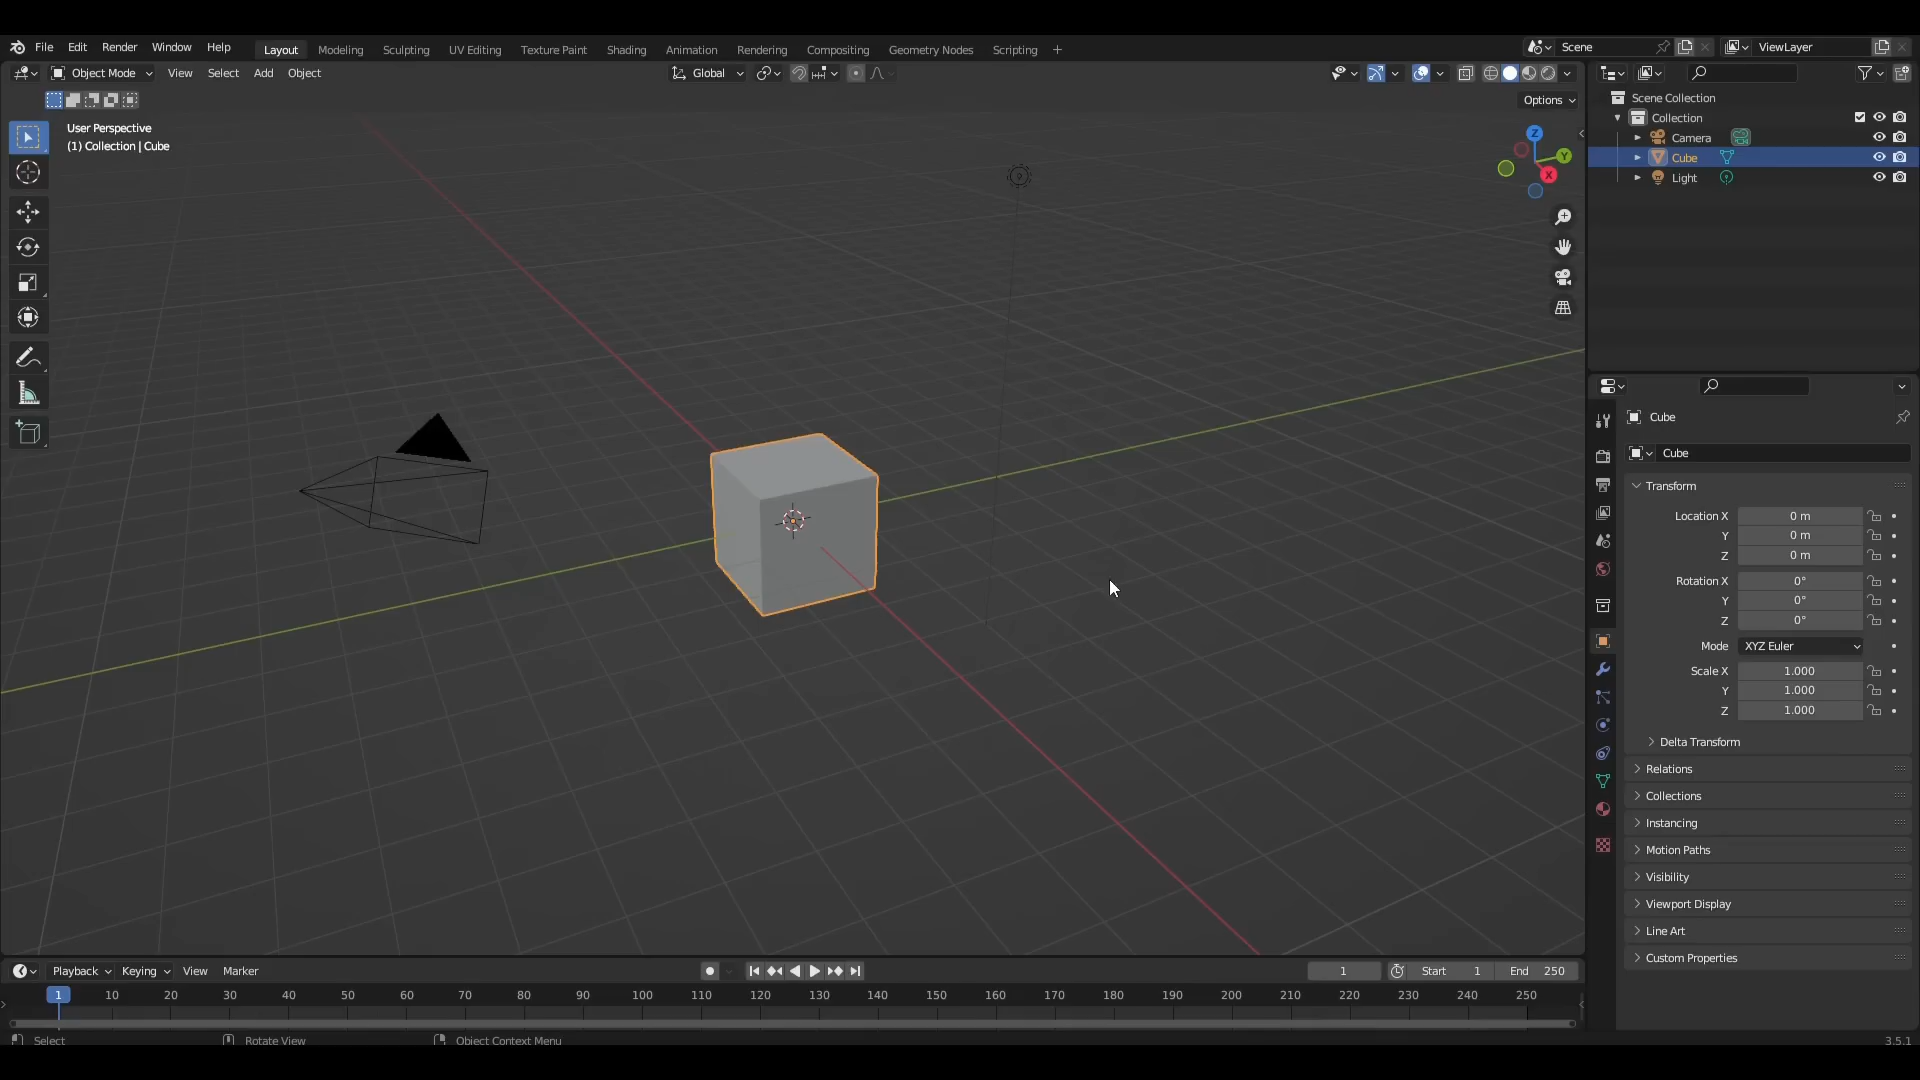 File Edit Render Window Help Layout Modeling Sculpting UV Editing Texture Paint Shading Animation Rendering Compositing Geometry Nodes Scripting + Scene ViewLayer
Object Mode View Select Add Object Global
Options
User Perspective
(1) Collection | Cube
Z
Y
X
Scene Collection
Collection
Camera
Cube
Light
Cube
Cube
Transform
Location X 0 m
Y 0 m
Z 0 m
Rotation X 0°
Y 0°
Z 0°
Mode XYZ Euler
Scale X 1.000
Y 1.000
Z 1.000
Delta Transform
Relations
Collections
Instancing
Motion Paths
Visibility
Viewport Display
Line Art
Custom Properties
Playback Keying View Marker 1 Start 1 End 250
1 10 20 30 40 50 60 70 80 90 100 110 120 130 140 150 160 170 180 190 200 210 220 230 240 250
Select Rotate View Object Context Menu 3.5.1